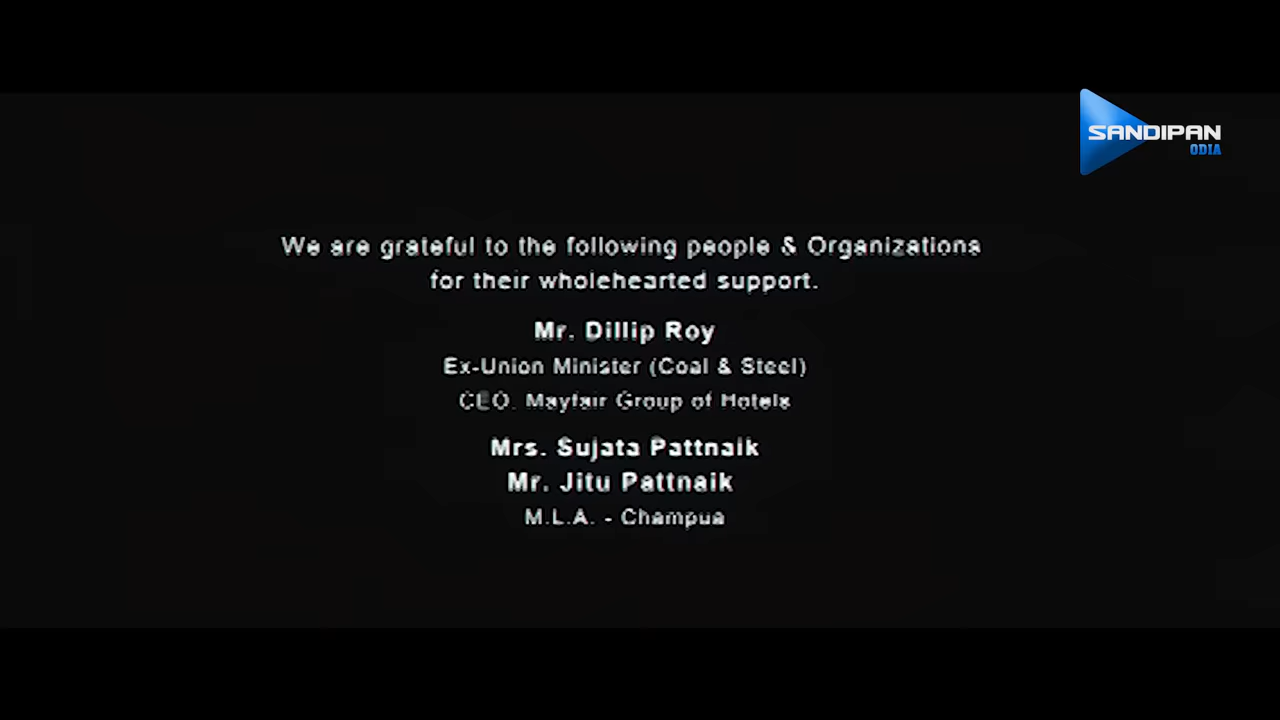 SANDIPAN
ODIA
We are grateful to the following people & Organizations
for their wholehearted support.
Mr. Dillip Roy
Ex-Union Minister (Coal & Steel)
CEO. Mayfair Group of Hotels
Mrs. Sujata Pattnaik
Mr. Jitu Pattnaik
M.L.A. - Champua